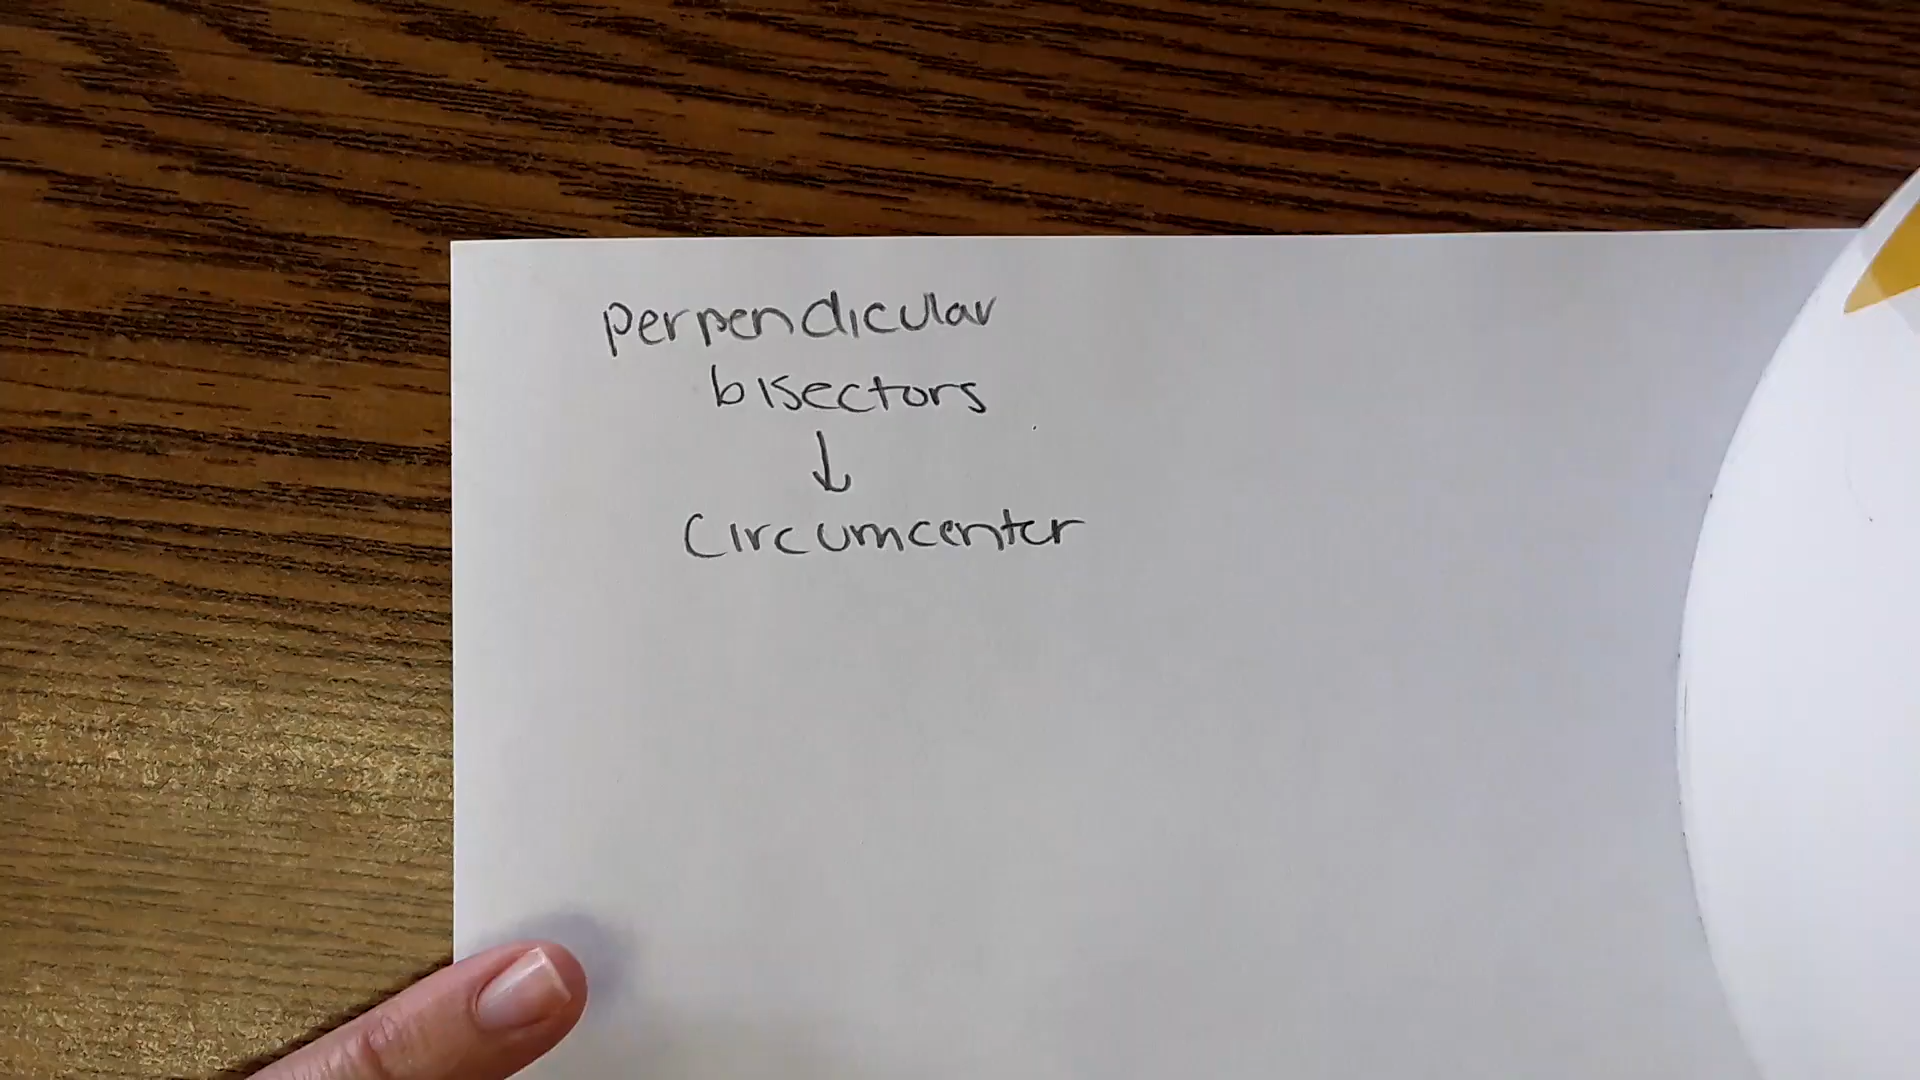 perpendicular
bisectors
↓
Circumcenter